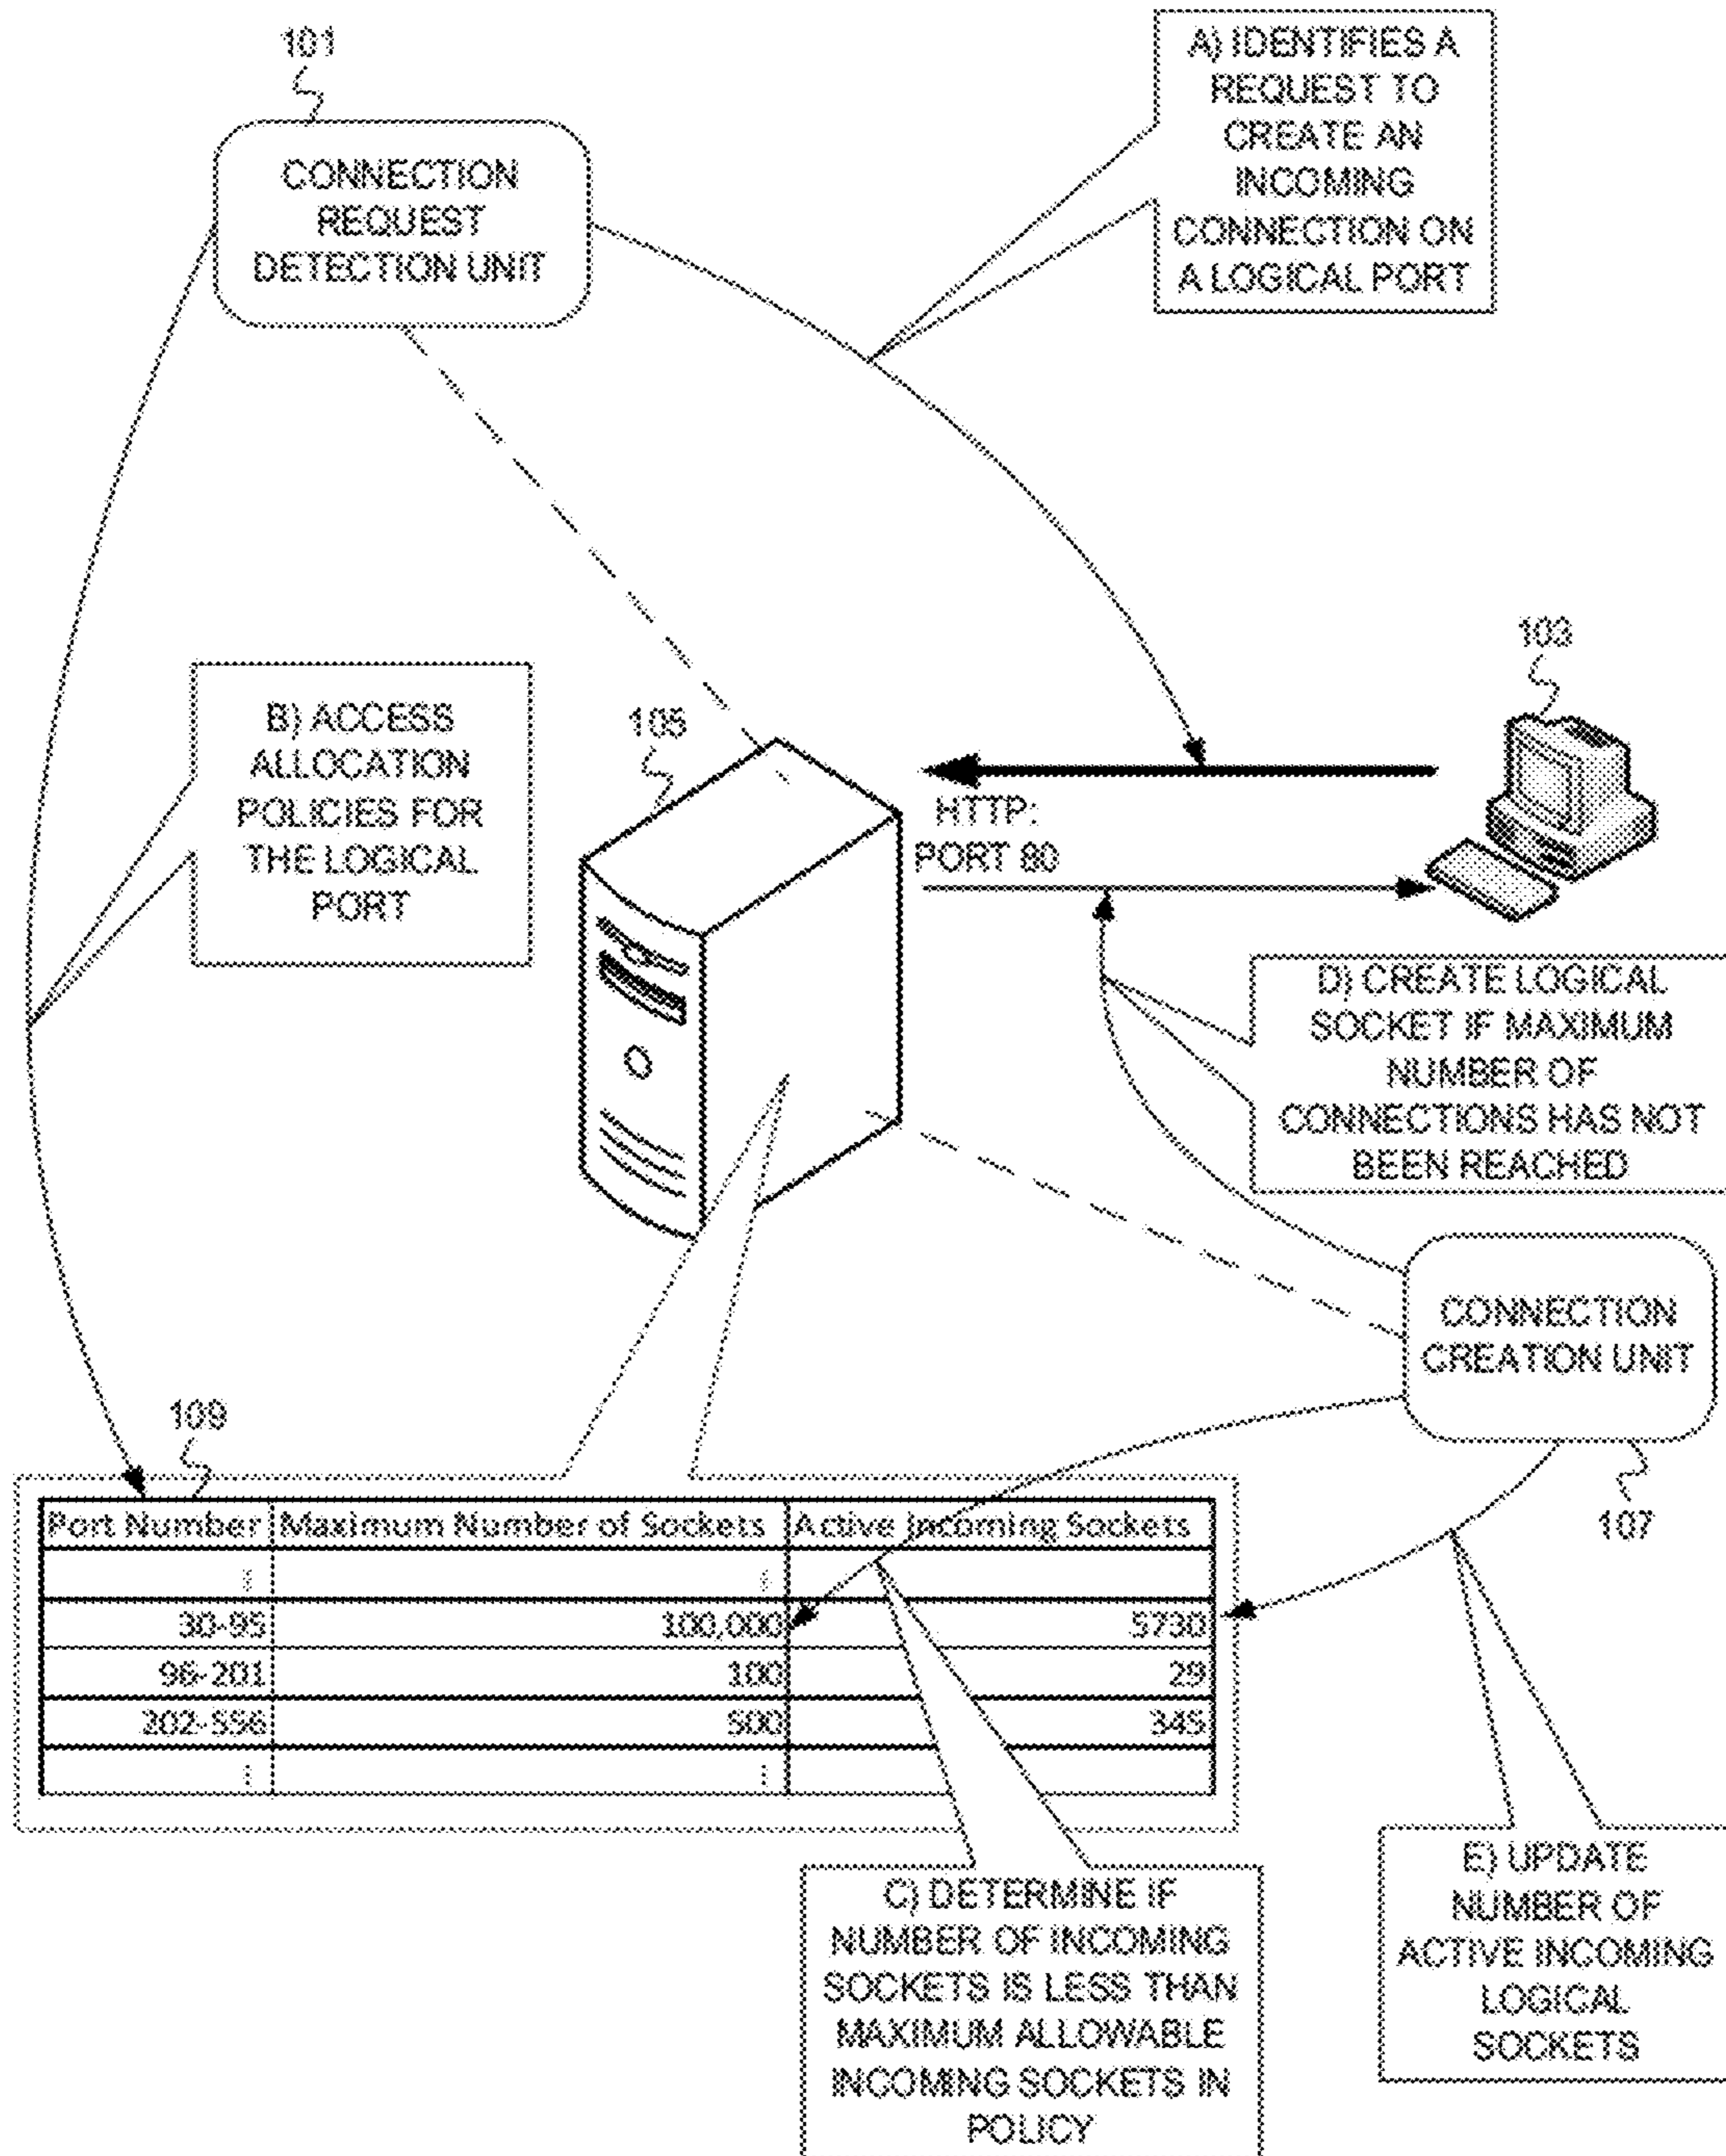 101
CONNECTION
REQUEST
DETECTION UNIT
A) IDENTIFIES A
REQUEST TO
CREATE AN
INCOMING
CONNECTION ON
A LOGICAL PORT
103
B) ACCESS
ALLOCATION
POLICIES FOR
THE LOGICAL
PORT
105
HTTP:
PORT 80
D) CREATE LOGICAL
SOCKET IF MAXIMUM
NUMBER OF
CONNECTIONS HAS NOT
BEEN REACHED
CONNECTION
CREATION UNIT
107
109
Port Number Maximum Number of Sockets Active Incoming Sockets
⋮ ⋮
30-95 100,000 5730
96-201 100 29
202-556 500 345
⋮ ⋮
C) DETERMINE IF
NUMBER OF INCOMING
SOCKETS IS LESS THAN
MAXIMUM ALLOWABLE
INCOMING SOCKETS IN
POLICY
E) UPDATE
NUMBER OF
ACTIVE INCOMING
LOGICAL
SOCKETS